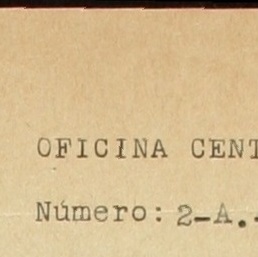 OFICINA CENT
Número: 2-A.-